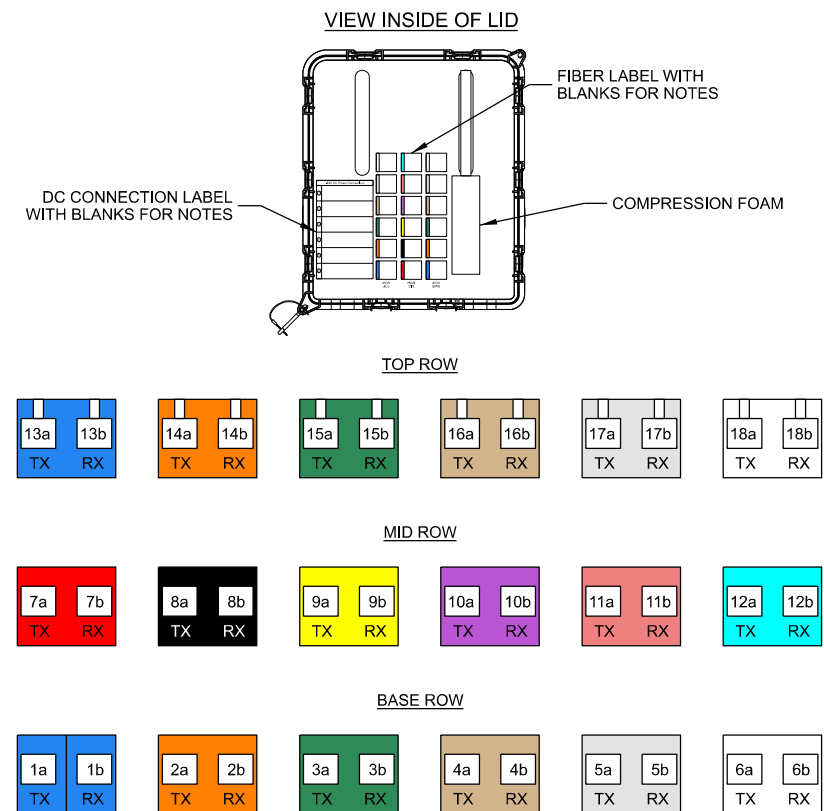 VIEW INSIDE OF LID
FIBER LABEL WITH
BLANKS FOR NOTES
DC CONNECTION LABEL
WITH BLANKS FOR NOTES
COMPRESSION FOAM
TOP ROW
13a 13b 14a 14b 15a 15b 16a 16b 17a 17b 18a 18b
TX RX TX RX TX RX TX RX TX RX TX RX
MID ROW
7a 7b 8a 8b 9a 9b 10a 10b 11a 11b 12a 12b
TX RX TX RX TX RX TX RX TX RX TX RX
BASE ROW
1a 1b 2a 2b 3a 3b 4a 4b 5a 5b 6a 6b
TX RX TX RX TX RX TX RX TX RX TX RX